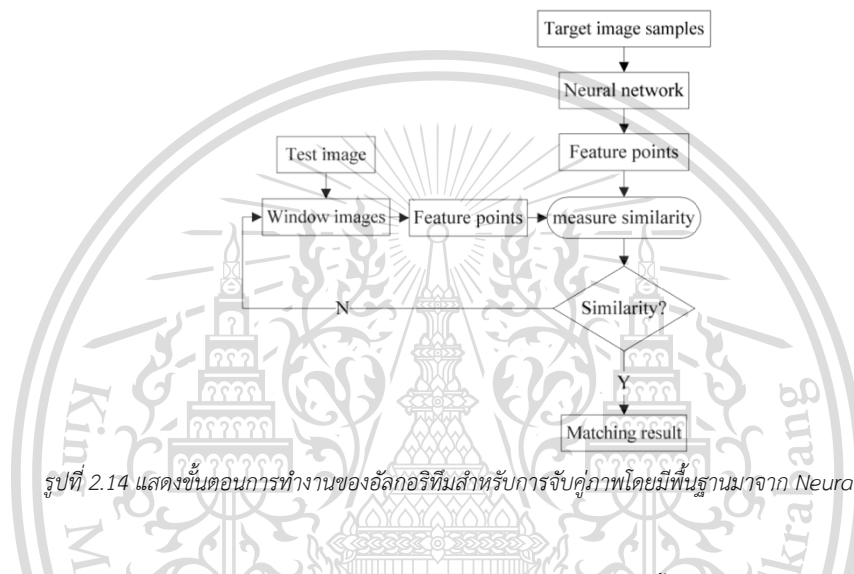 Target image samples
Neural network
Test image
Feature points
Window images
Feature points
measure similarity
Similarity?
N
Y
Matching result
รูปที่ 2.14 แสดงขั้นตอนการทำงานของอัลกอริทึมสำหรับการจับคู่ภาพโดยมีพื้นฐานมาจาก Neura
King M
krabang